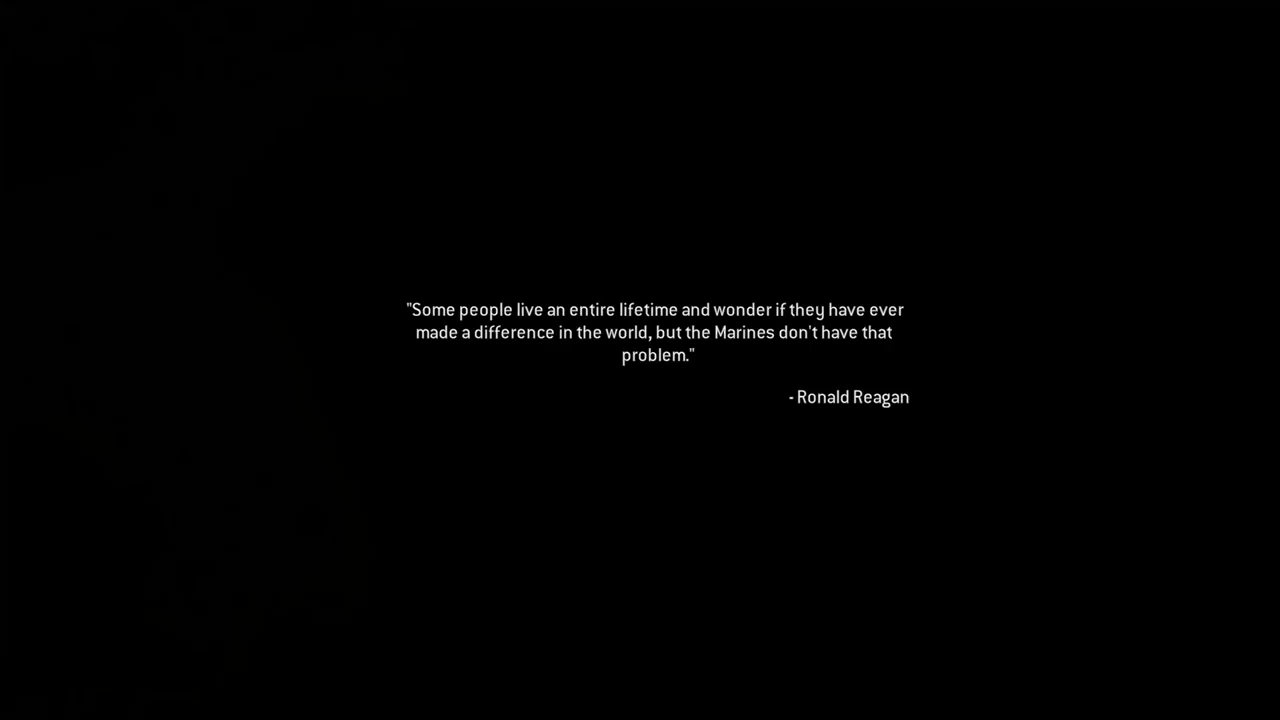 "Some people live an entire lifetime and wonder if they have ever
made a difference in the world, but the Marines don't have that
problem."
- Ronald Reagan